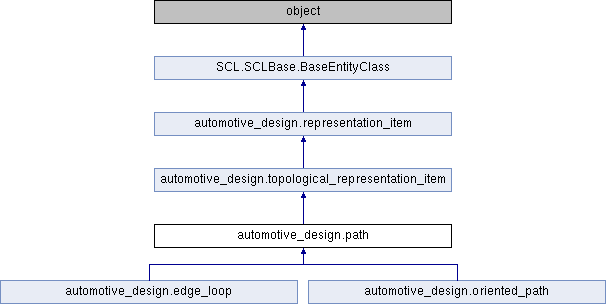 object
SCL.SCLBase.BaseEntityClass
automotive_design.representation_item
automotive_design.topological_representation_item
automotive_design.path
automotive_design.edge_loop
automotive_design.oriented_path